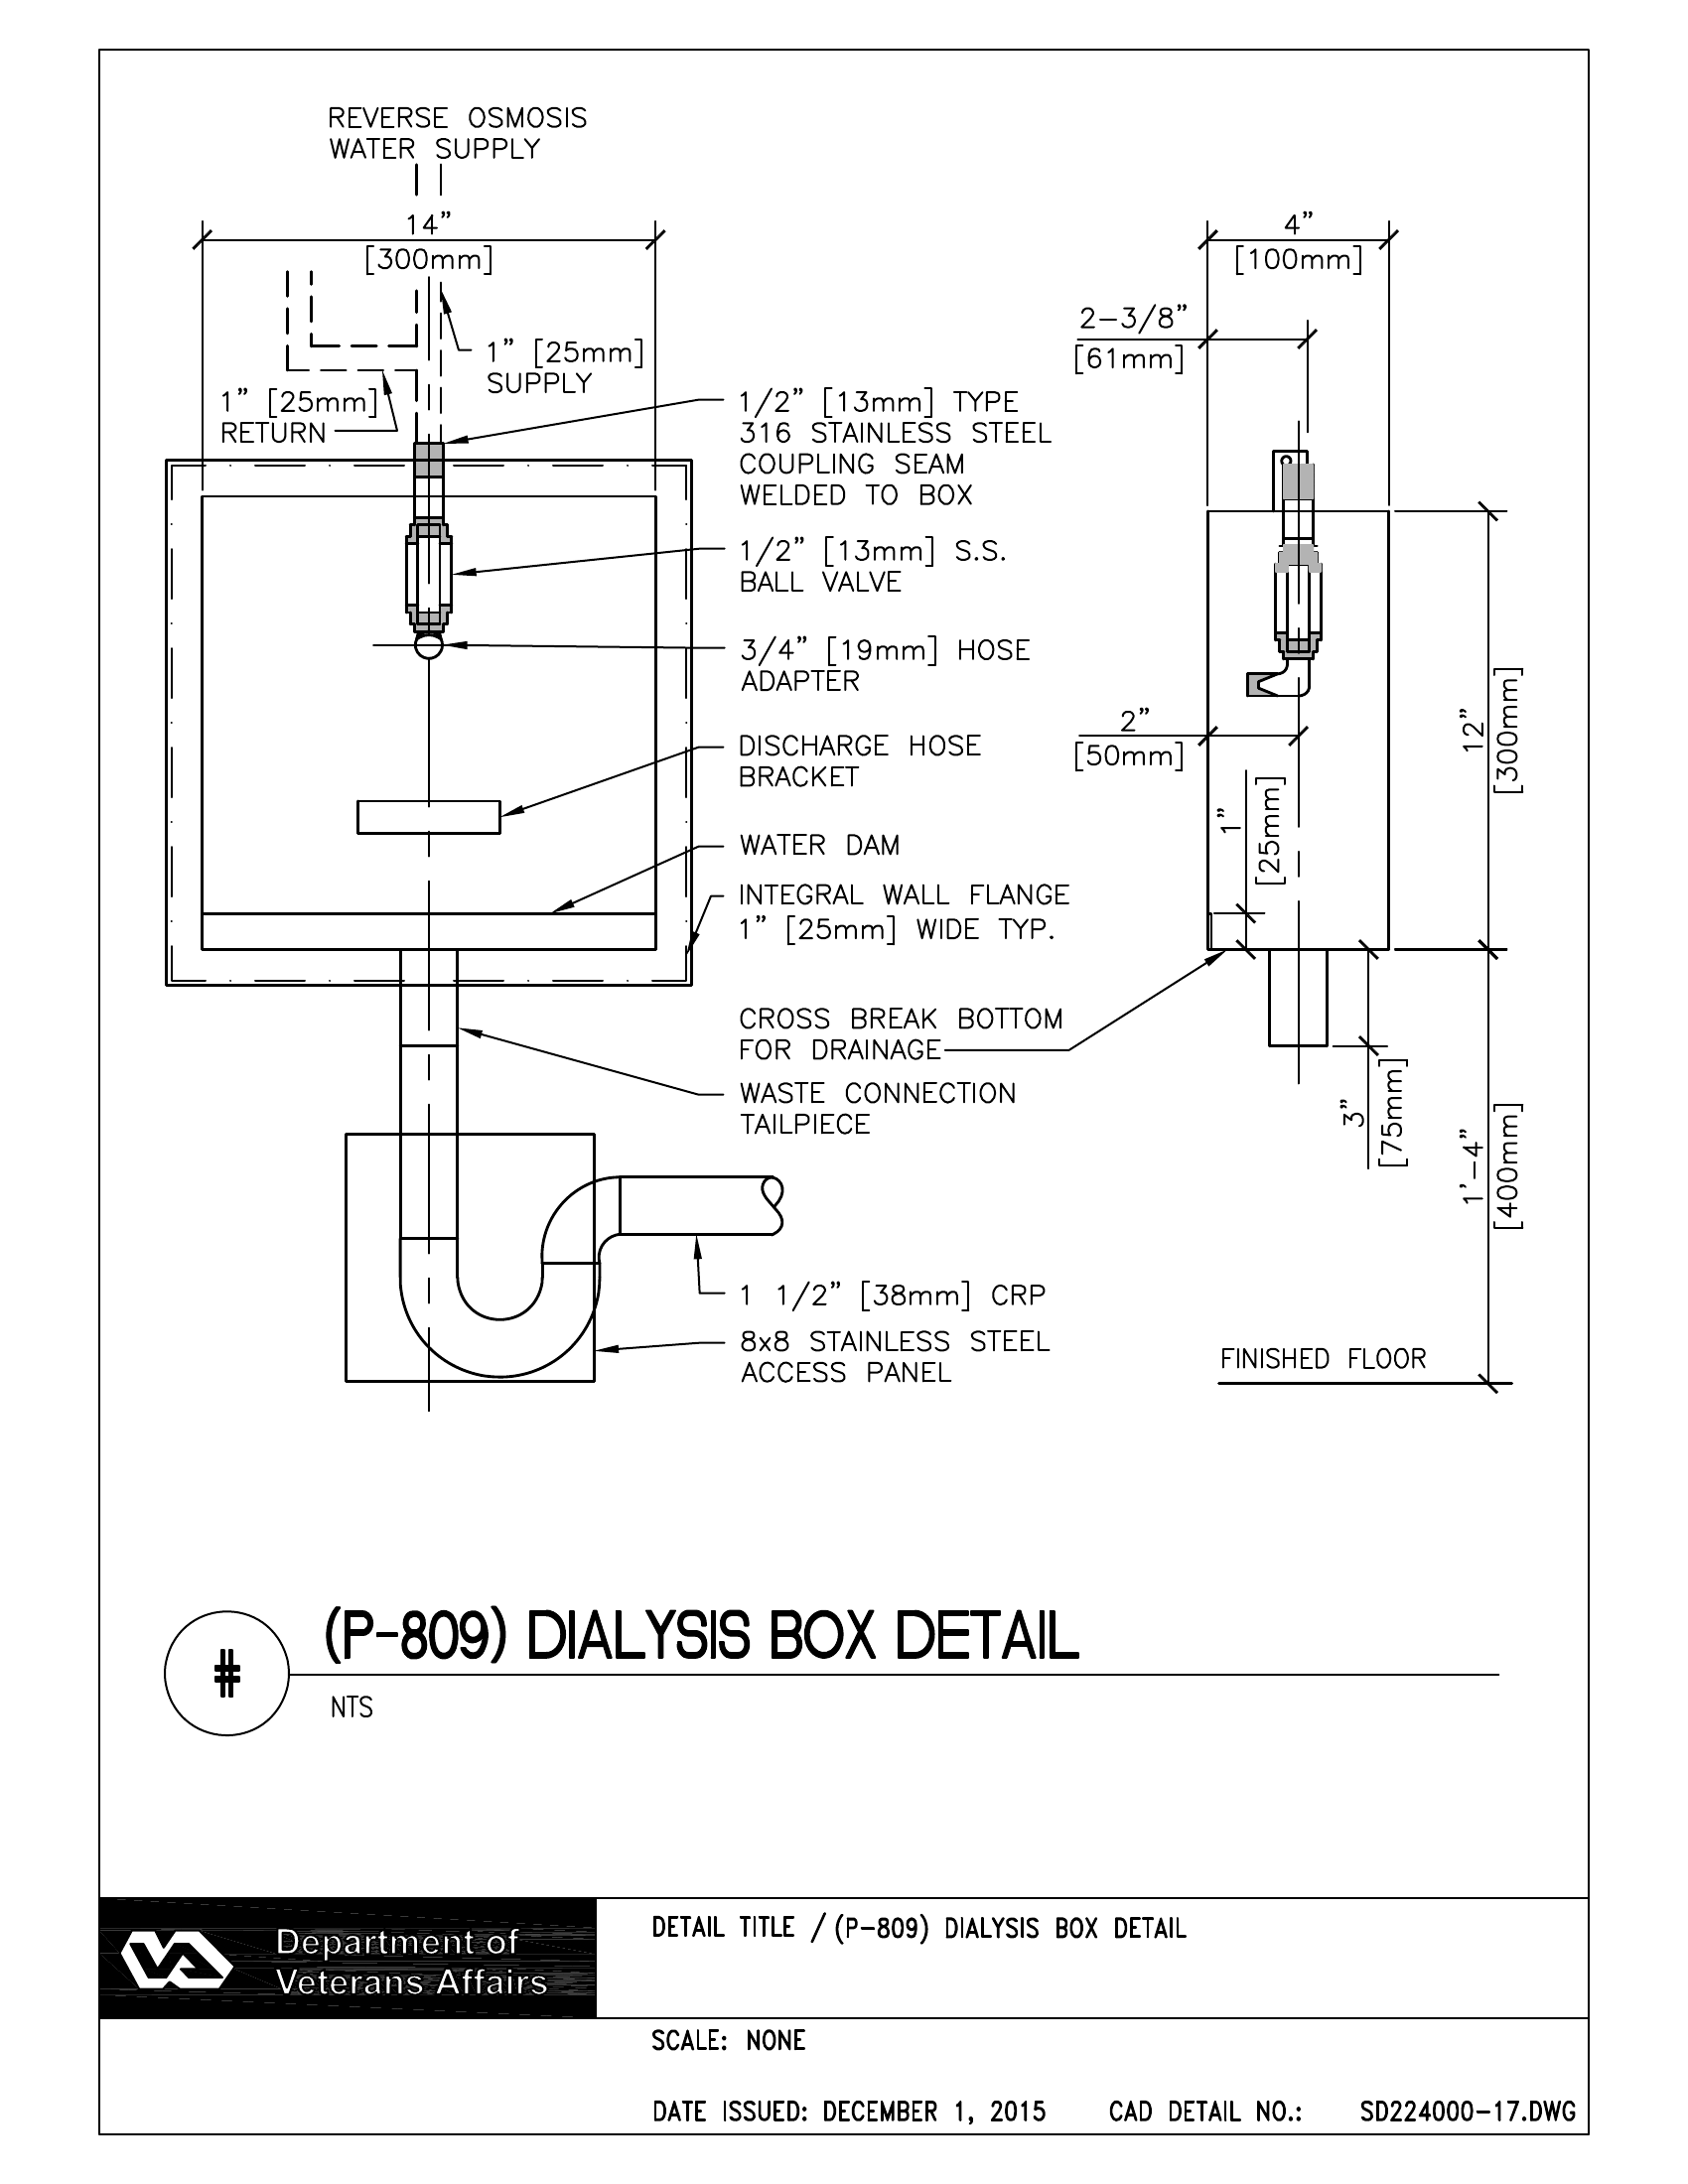 REVERSE OSMOSIS
WATER SUPPLY
14"
[300mm]
4"
[100mm]
2-3/8"
[61mm]
1" [25mm]
SUPPLY
1" [25mm]
RETURN
1/2" [13mm] TYPE
316 STAINLESS STEEL
COUPLING SEAM
WELDED TO BOX
1/2" [13mm] S.S.
BALL VALVE
3/4" [19mm] HOSE
ADAPTER
2"
[50mm]
12"
[300mm]
DISCHARGE HOSE
BRACKET
1"
[25mm]
WATER DAM
INTEGRAL WALL FLANGE
1" [25mm] WIDE TYP.
CROSS BREAK BOTTOM
FOR DRAINAGE
WASTE CONNECTION
TAILPIECE
3"
[75mm]
1'-4"
[400mm]
1 1/2" [38mm] CRP
8x8 STAINLESS STEEL
ACCESS PANEL
FINISHED FLOOR
#
(P-809) DIALYSIS BOX DETAIL
NTS
Department of
Veterans Affairs
DETAIL TITLE / (P-809) DIALYSIS BOX DETAIL
SCALE: NONE
DATE ISSUED: DECEMBER 1, 2015 CAD DETAIL NO.: SD224000-17.DWG